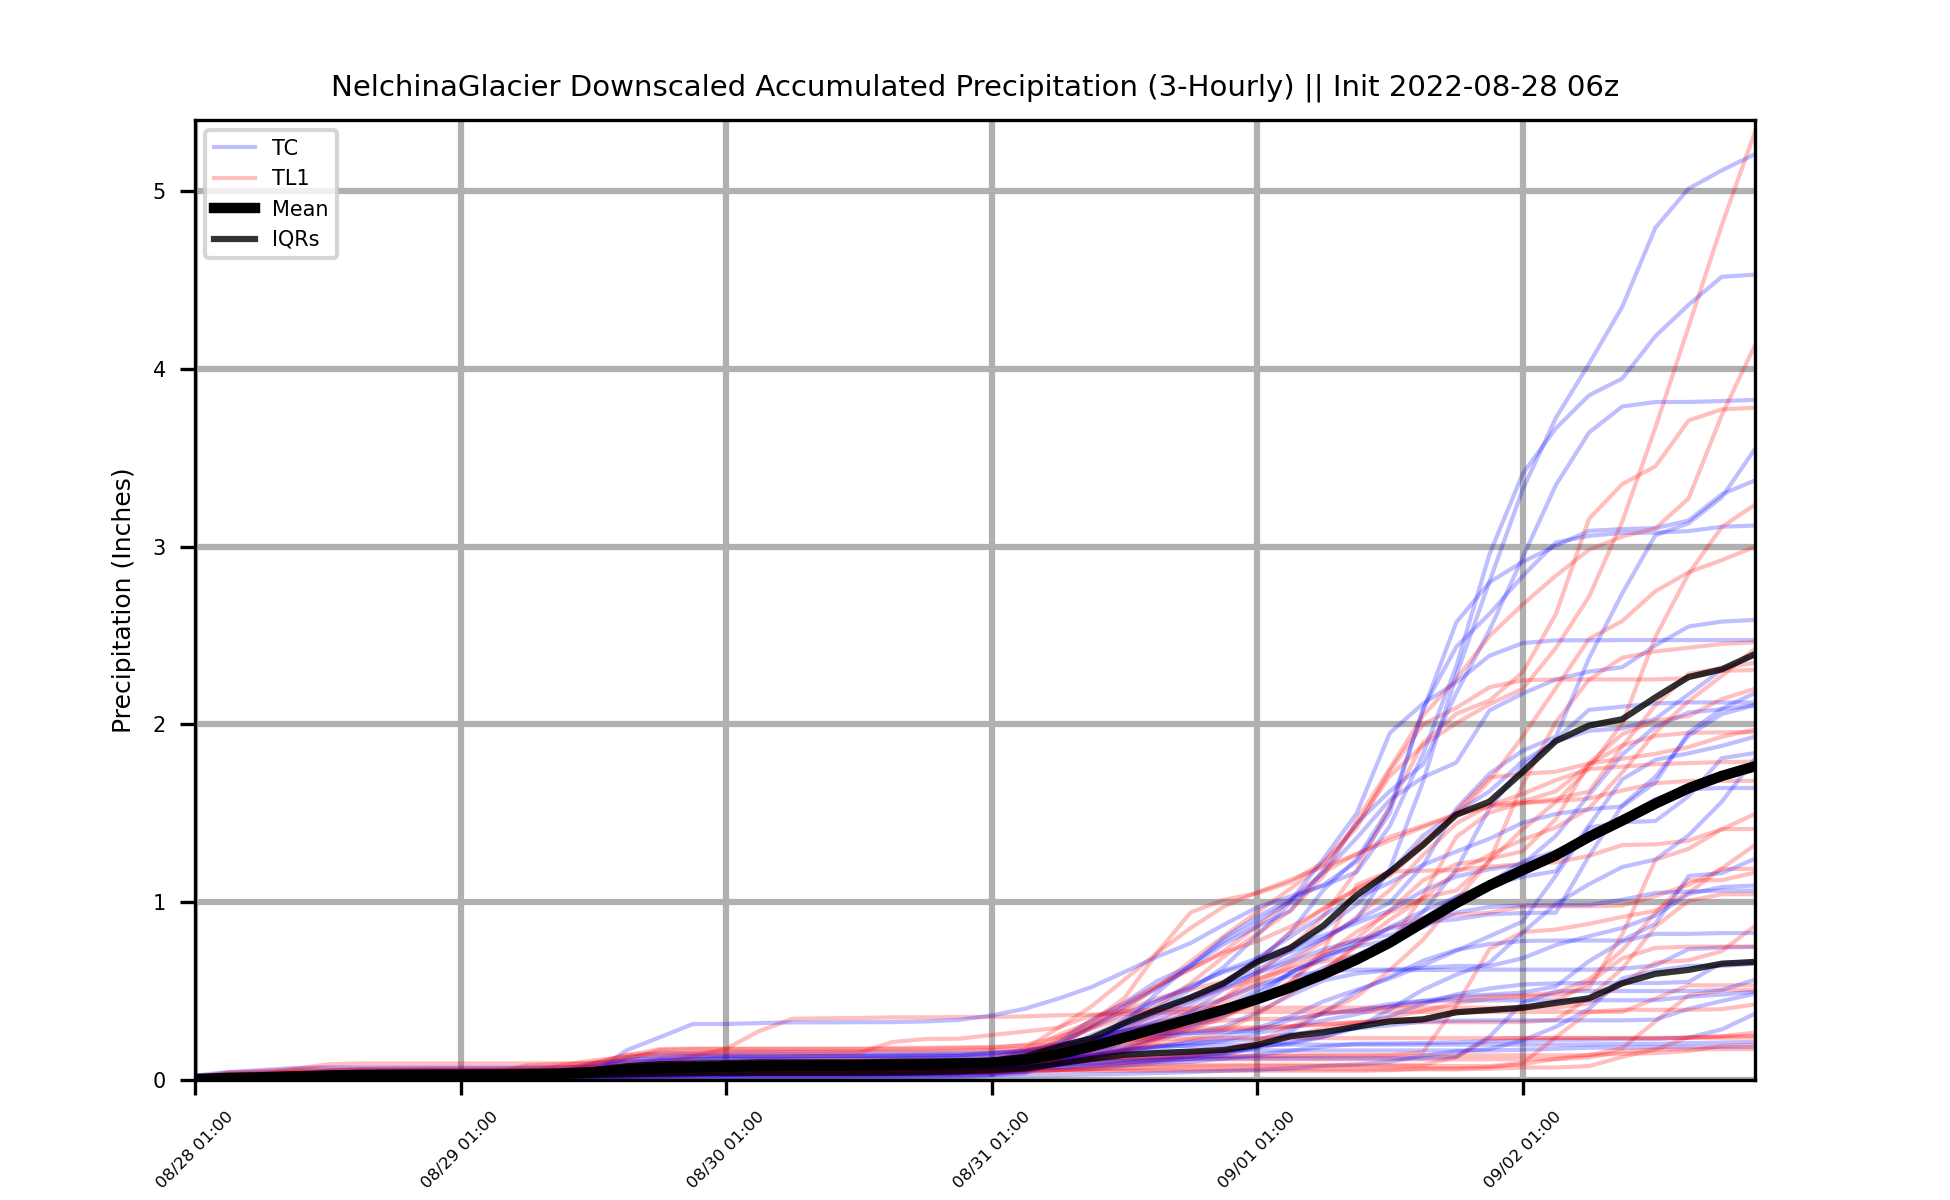 NelchinaGlacier Downscaled Accumulated Precipitation (3-Hourly) || Init 2022-08-28 06z
TC
TL1
Mean
IQRs
Precipitation (Inches)
5
4
3
2
1
0
08/28 01:00
08/29 01:00
08/30 01:00
08/31 01:00
09/01 01:00
09/02 01:00